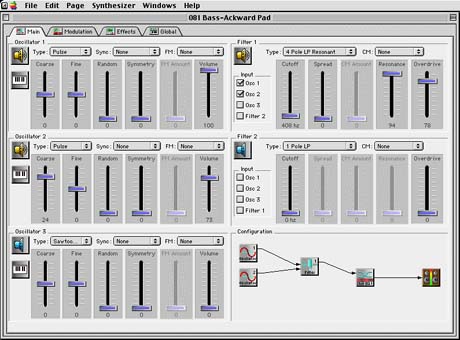 File Edit Page Synthesizer Windows Help
081 Bass-Ackward Pad
Main Modulation Effects Global
Oscillator 1
Type: Pulse Sync: None FM: None
Coarse Fine Random Symmetry FM Amount Volume
0 0 0 0 0 100
Filter 1
Type: 4 Pole LP Resonant CM: None
Input
Osc 1
Osc 2
Osc 3
Filter 2
Cutoff Spread CM Amount Resonance Overdrive
408 hz 0 0 94 78
Oscillator 2
Type: Pulse Sync: None FM: None
Coarse Fine Random Symmetry FM Amount Volume
24 0 0 0 0 73
Filter 2
Type: 1 Pole LP CM: None
Input
Osc 1
Osc 2
Osc 3
Filter 1
Cutoff Spread CM Amount Resonance Overdrive
0 hz 0 0 0 0
Oscillator 3
Type: Sawtoo... Sync: None FM: None
Coarse Fine Random Symmetry FM Amount Volume
0 0 0 0 0 0
Configuration
1
2
1
Filter